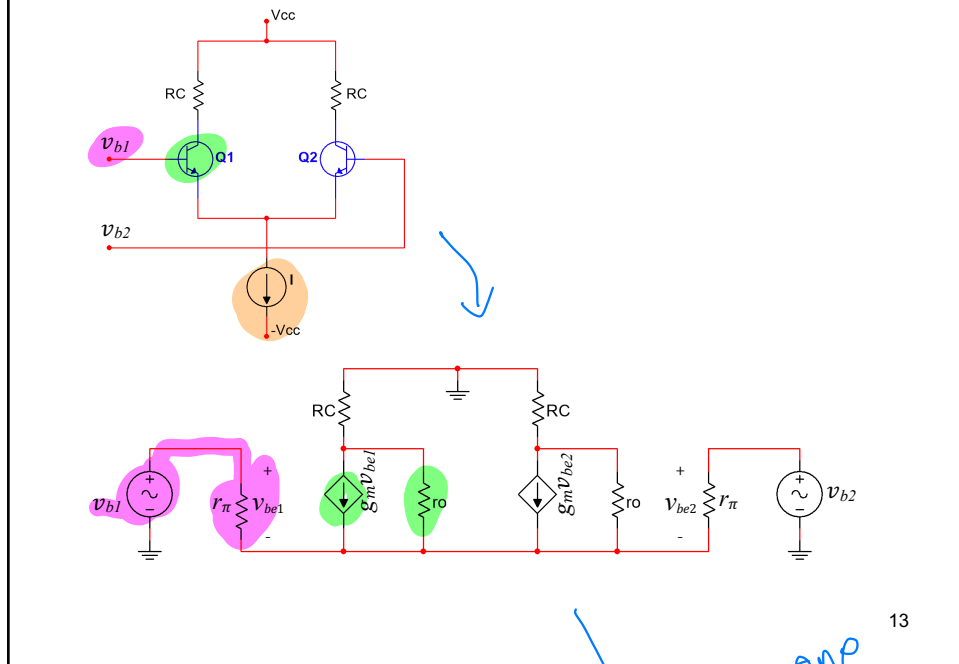 Vcc
RC
RC
vb1
Q1
Q2
vb2
I
-Vcc
RC
RC
vb1
+
−
rπ
+
vbe1
-
gmvbe1
ro
gmvbe2
ro
+
vbe2
-
rπ
+
−
vb2
13